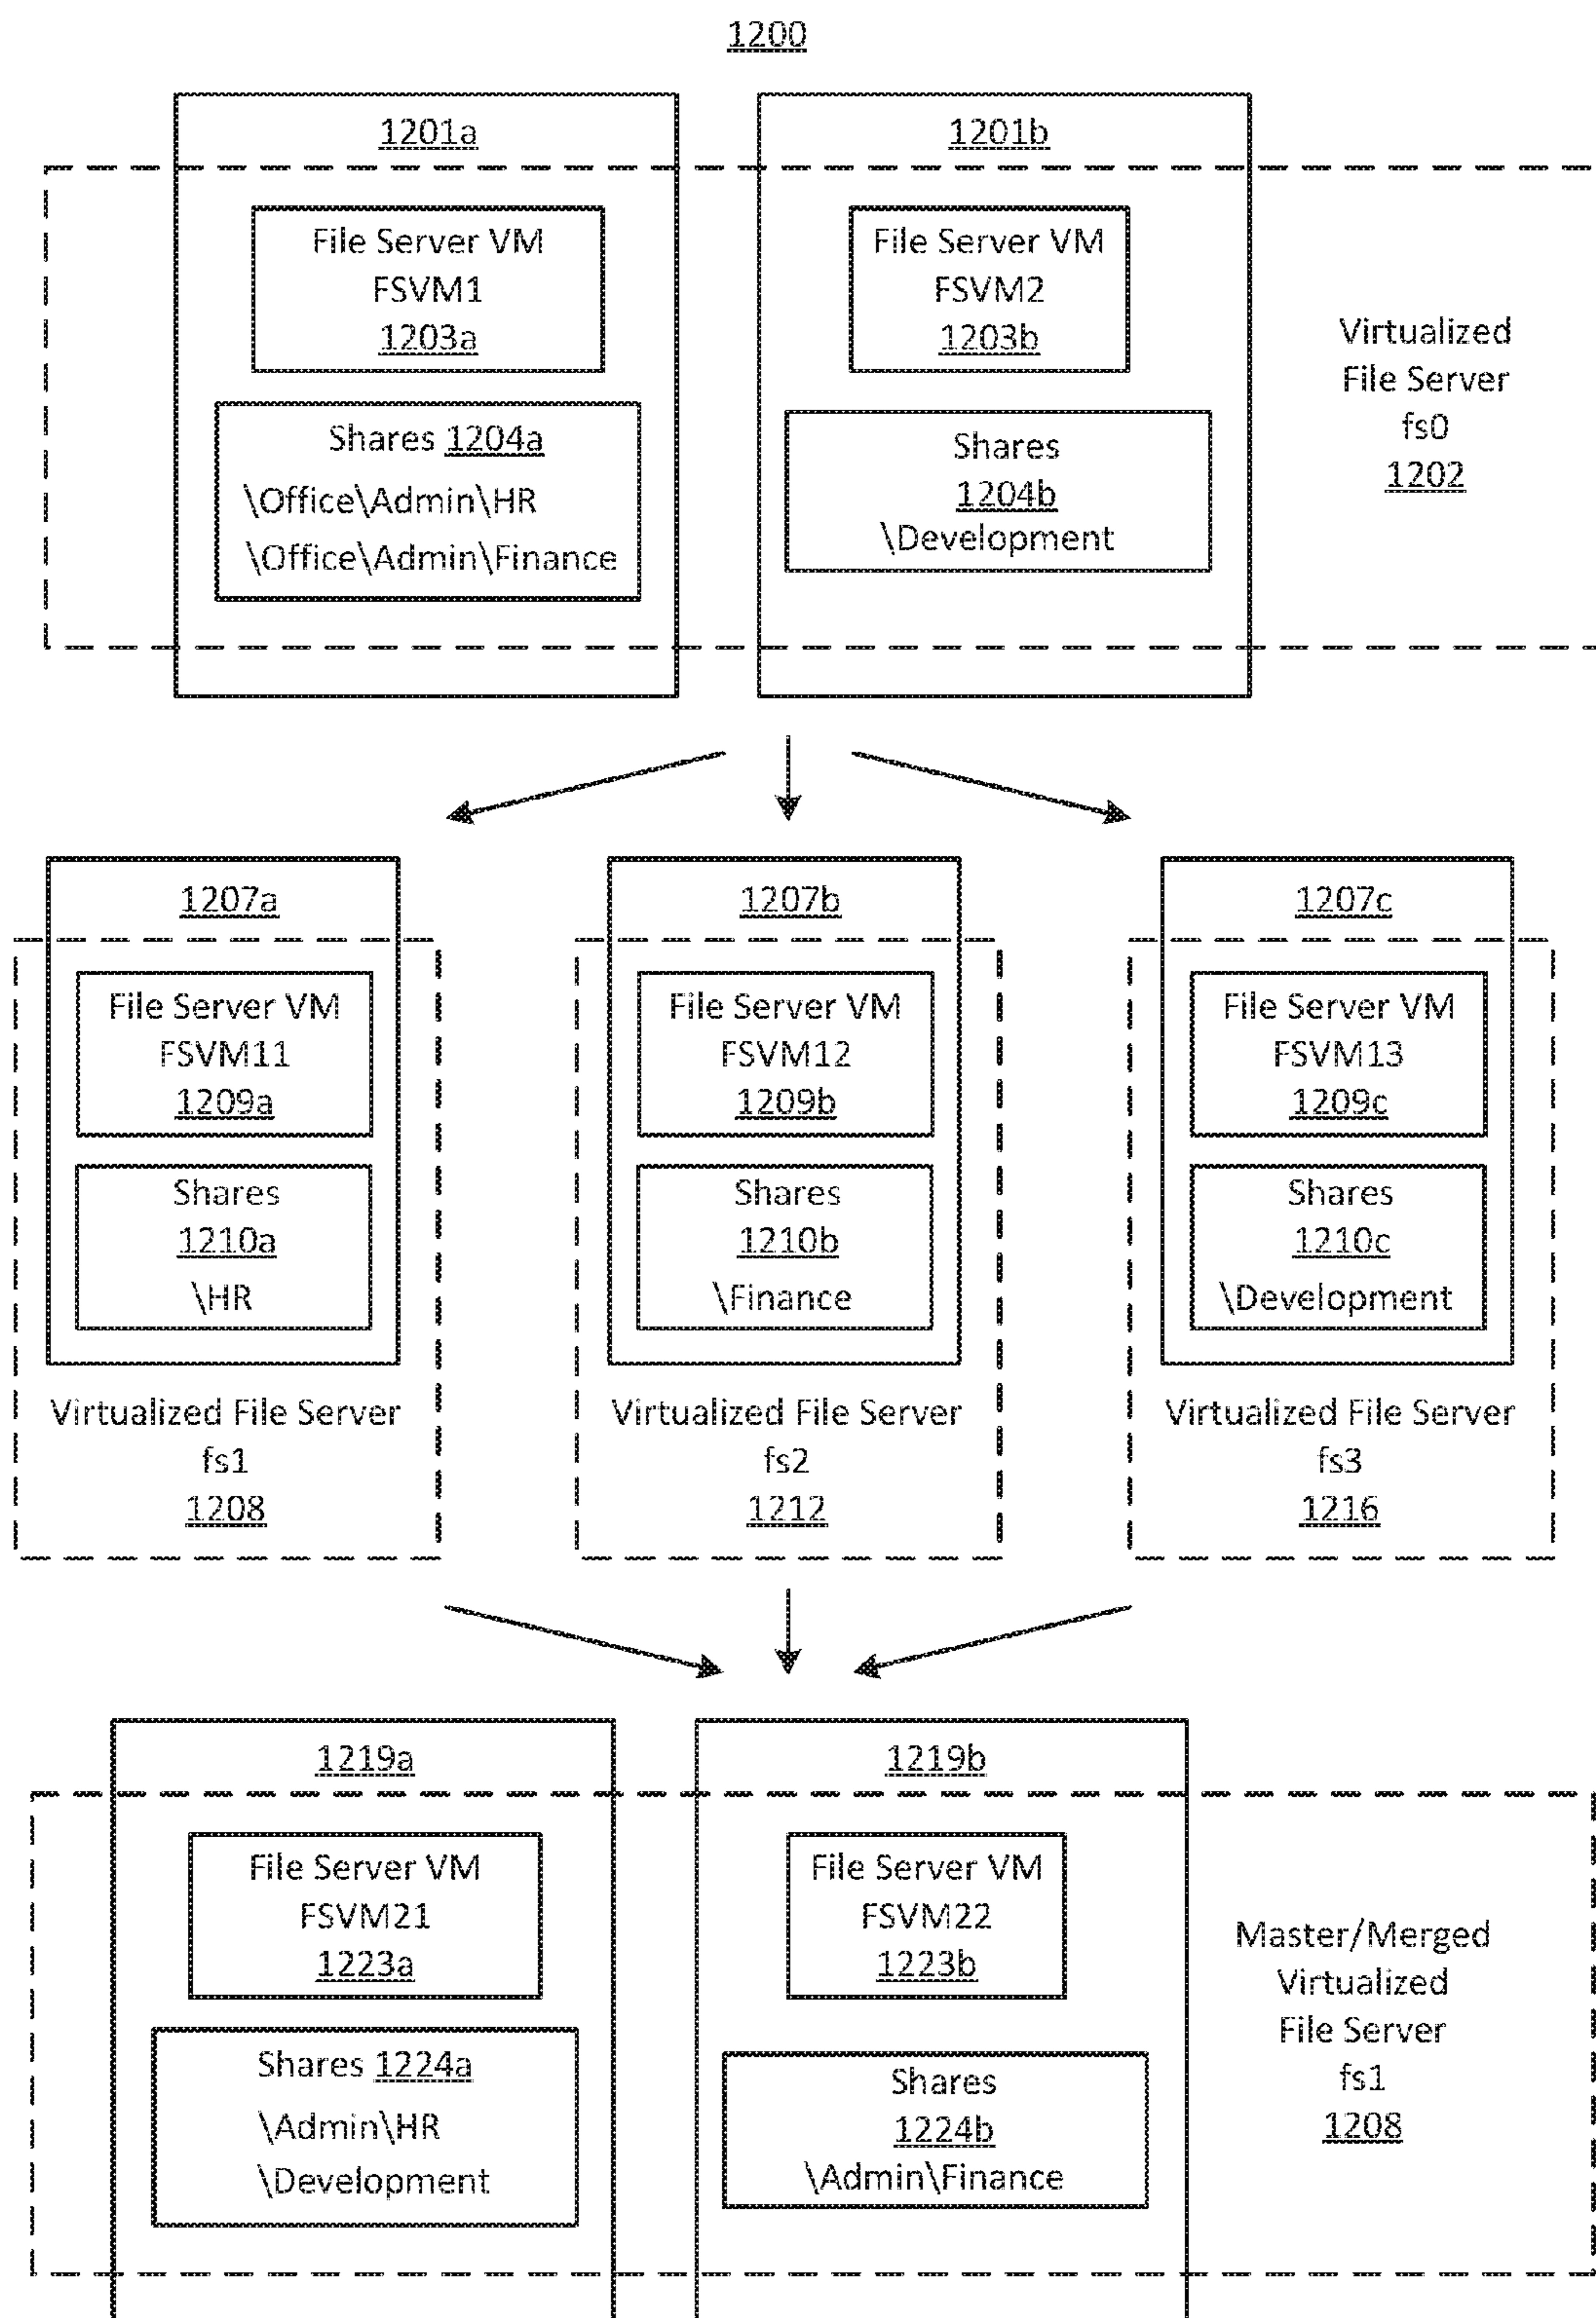 1200
1201a
1201b
File Server VM
FSVM1
1203a
Shares 1204a
\Office\Admin\HR
\Office\Admin\Finance
File Server VM
FSVM2
1203b
Shares
1204b
\Development
Virtualized
File Server
fs0
1202
1207a
File Server VM
FSVM11
1209a
Shares
1210a
\HR
Virtualized File Server
fs1
1208
1207b
File Server VM
FSVM12
1209b
Shares
1210b
\Finance
Virtualized File Server
fs2
1212
1207c
File Server VM
FSVM13
1209c
Shares
1210c
\Development
Virtualized File Server
fs3
1216
1219a
File Server VM
FSVM21
1223a
Shares 1224a
\Admin\HR
\Development
1219b
File Server VM
FSVM22
1223b
Shares
1224b
\Admin\Finance
Master/Merged
Virtualized
File Server
fs1
1208